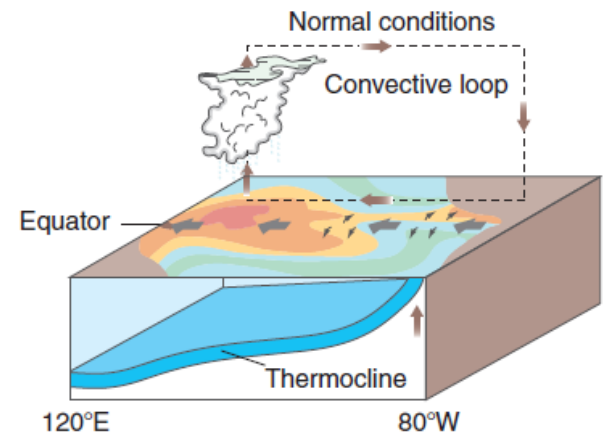 Normal conditions
Convective loop
Equator
Thermocline
120°E
80°W